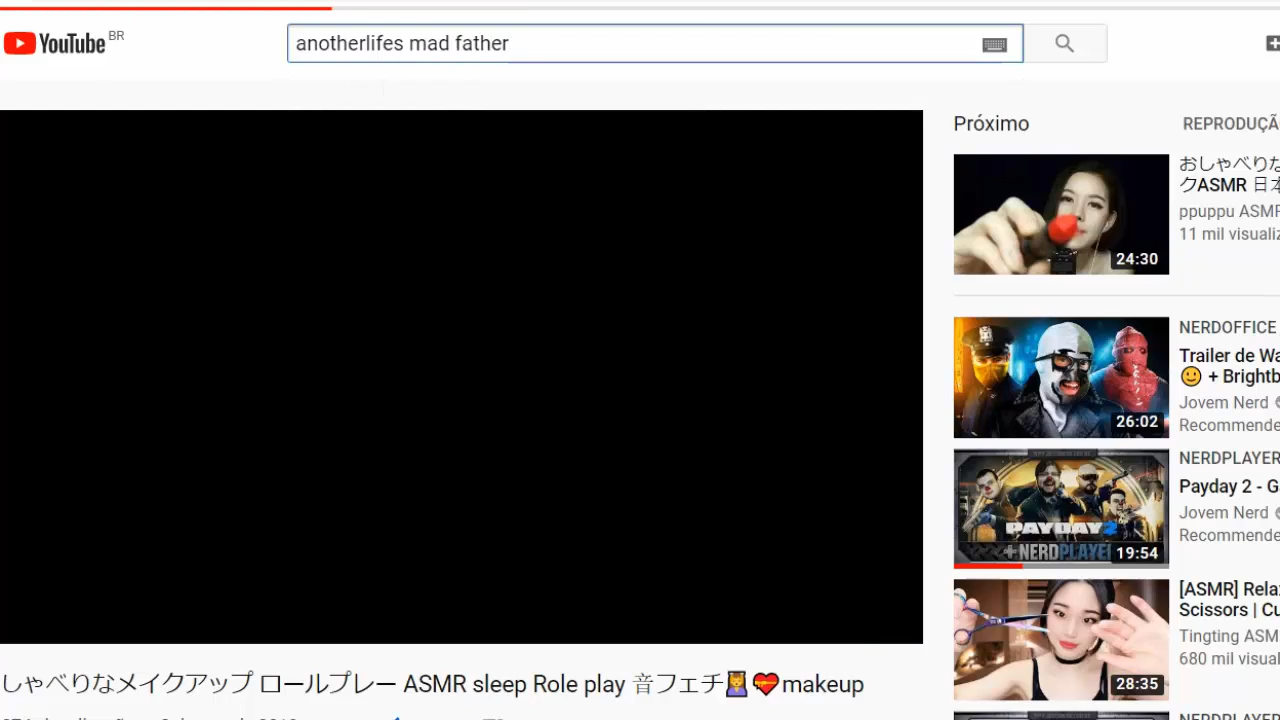 YouTube BR
anotherlifes mad father
Próximo
REPRODUÇÃ
おしゃべりな
クASMR 日本
ppuppu ASMR
11 mil visualiz
24:30
NERDOFFICE
Trailer de Wa
🙂 + Brightb
Jovem Nerd
Recommende
26:02
NERDPLAYER
Payday 2 - G
Jovem Nerd
Recommende
PAYDAY 2
+ NERDPLAYER
19:54
[ASMR] Rela
Scissors | Cu
Tingting ASM
680 mil visual
28:35
しゃべりなメイクアップ ロールプレー ASMR sleep Role play 音フェチ💆💝makeup
NERDPLAYER